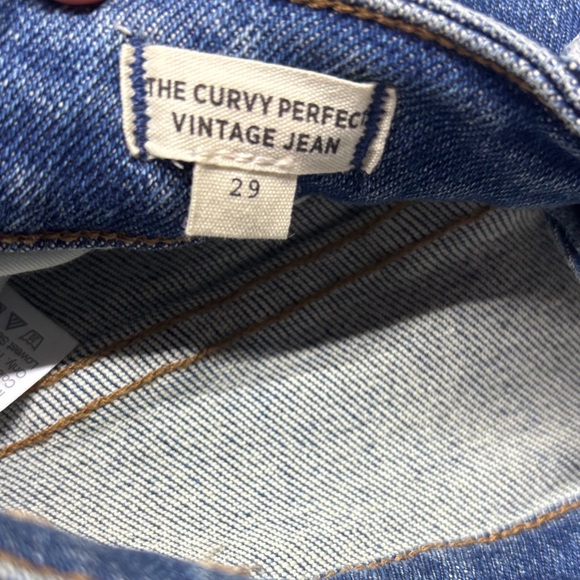 THE CURVY PERFECT
VINTAGE JEAN
29